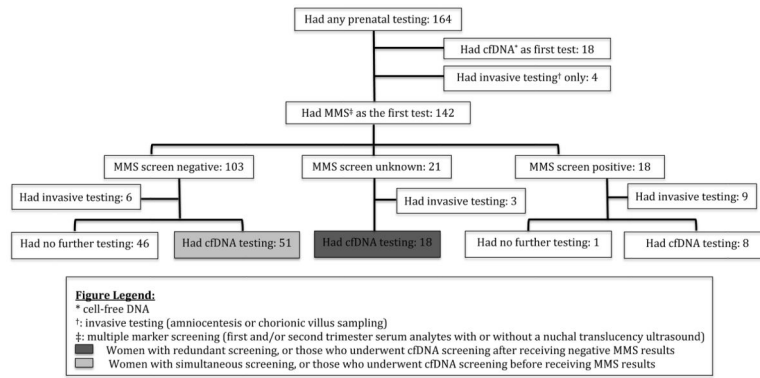 Had any prenatal testing: 164
Had cfDNA* as first test: 18
Had invasive testing† only: 4
Had MMS‡ as the first test: 142
MMS screen negative: 103
MMS screen unknown: 21
MMS screen positive: 18
Had invasive testing: 6
Had invasive testing: 3
Had invasive testing: 9
Had no further testing: 46
Had cfDNA testing: 51
Had cfDNA testing: 18
Had no further testing: 1
Had cfDNA testing: 8
Figure Legend:
* cell-free DNA
†: invasive testing (amniocentesis or chorionic villus sampling)
‡: multiple marker screening (first and/or second trimester serum analytes with or without a nuchal translucency ultrasound)
Women with redundant screening, or those who underwent cfDNA screening after receiving negative MMS results
Women with simultaneous screening, or those who underwent cfDNA screening before receiving MMS results